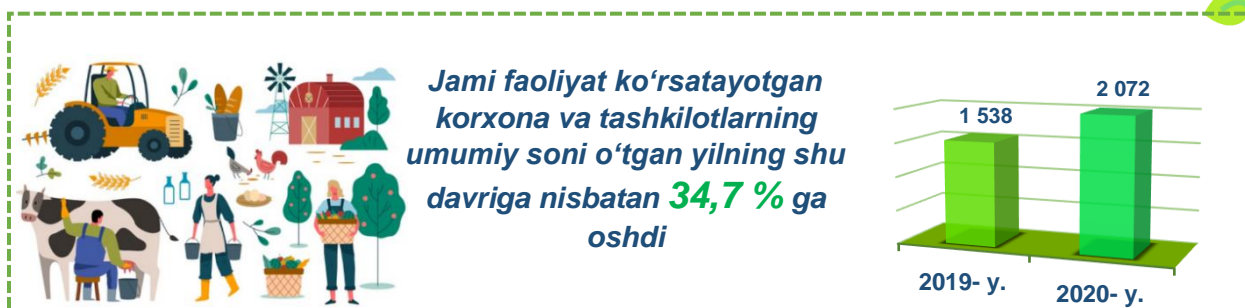 Jami faoliyat ko‘rsatayotgan
korxona va tashkilotlarning
umumiy soni o‘tgan yilning shu
davriga nisbatan 34,7 % ga
oshdi
1 538
2 072
2019- y.
2020- y.